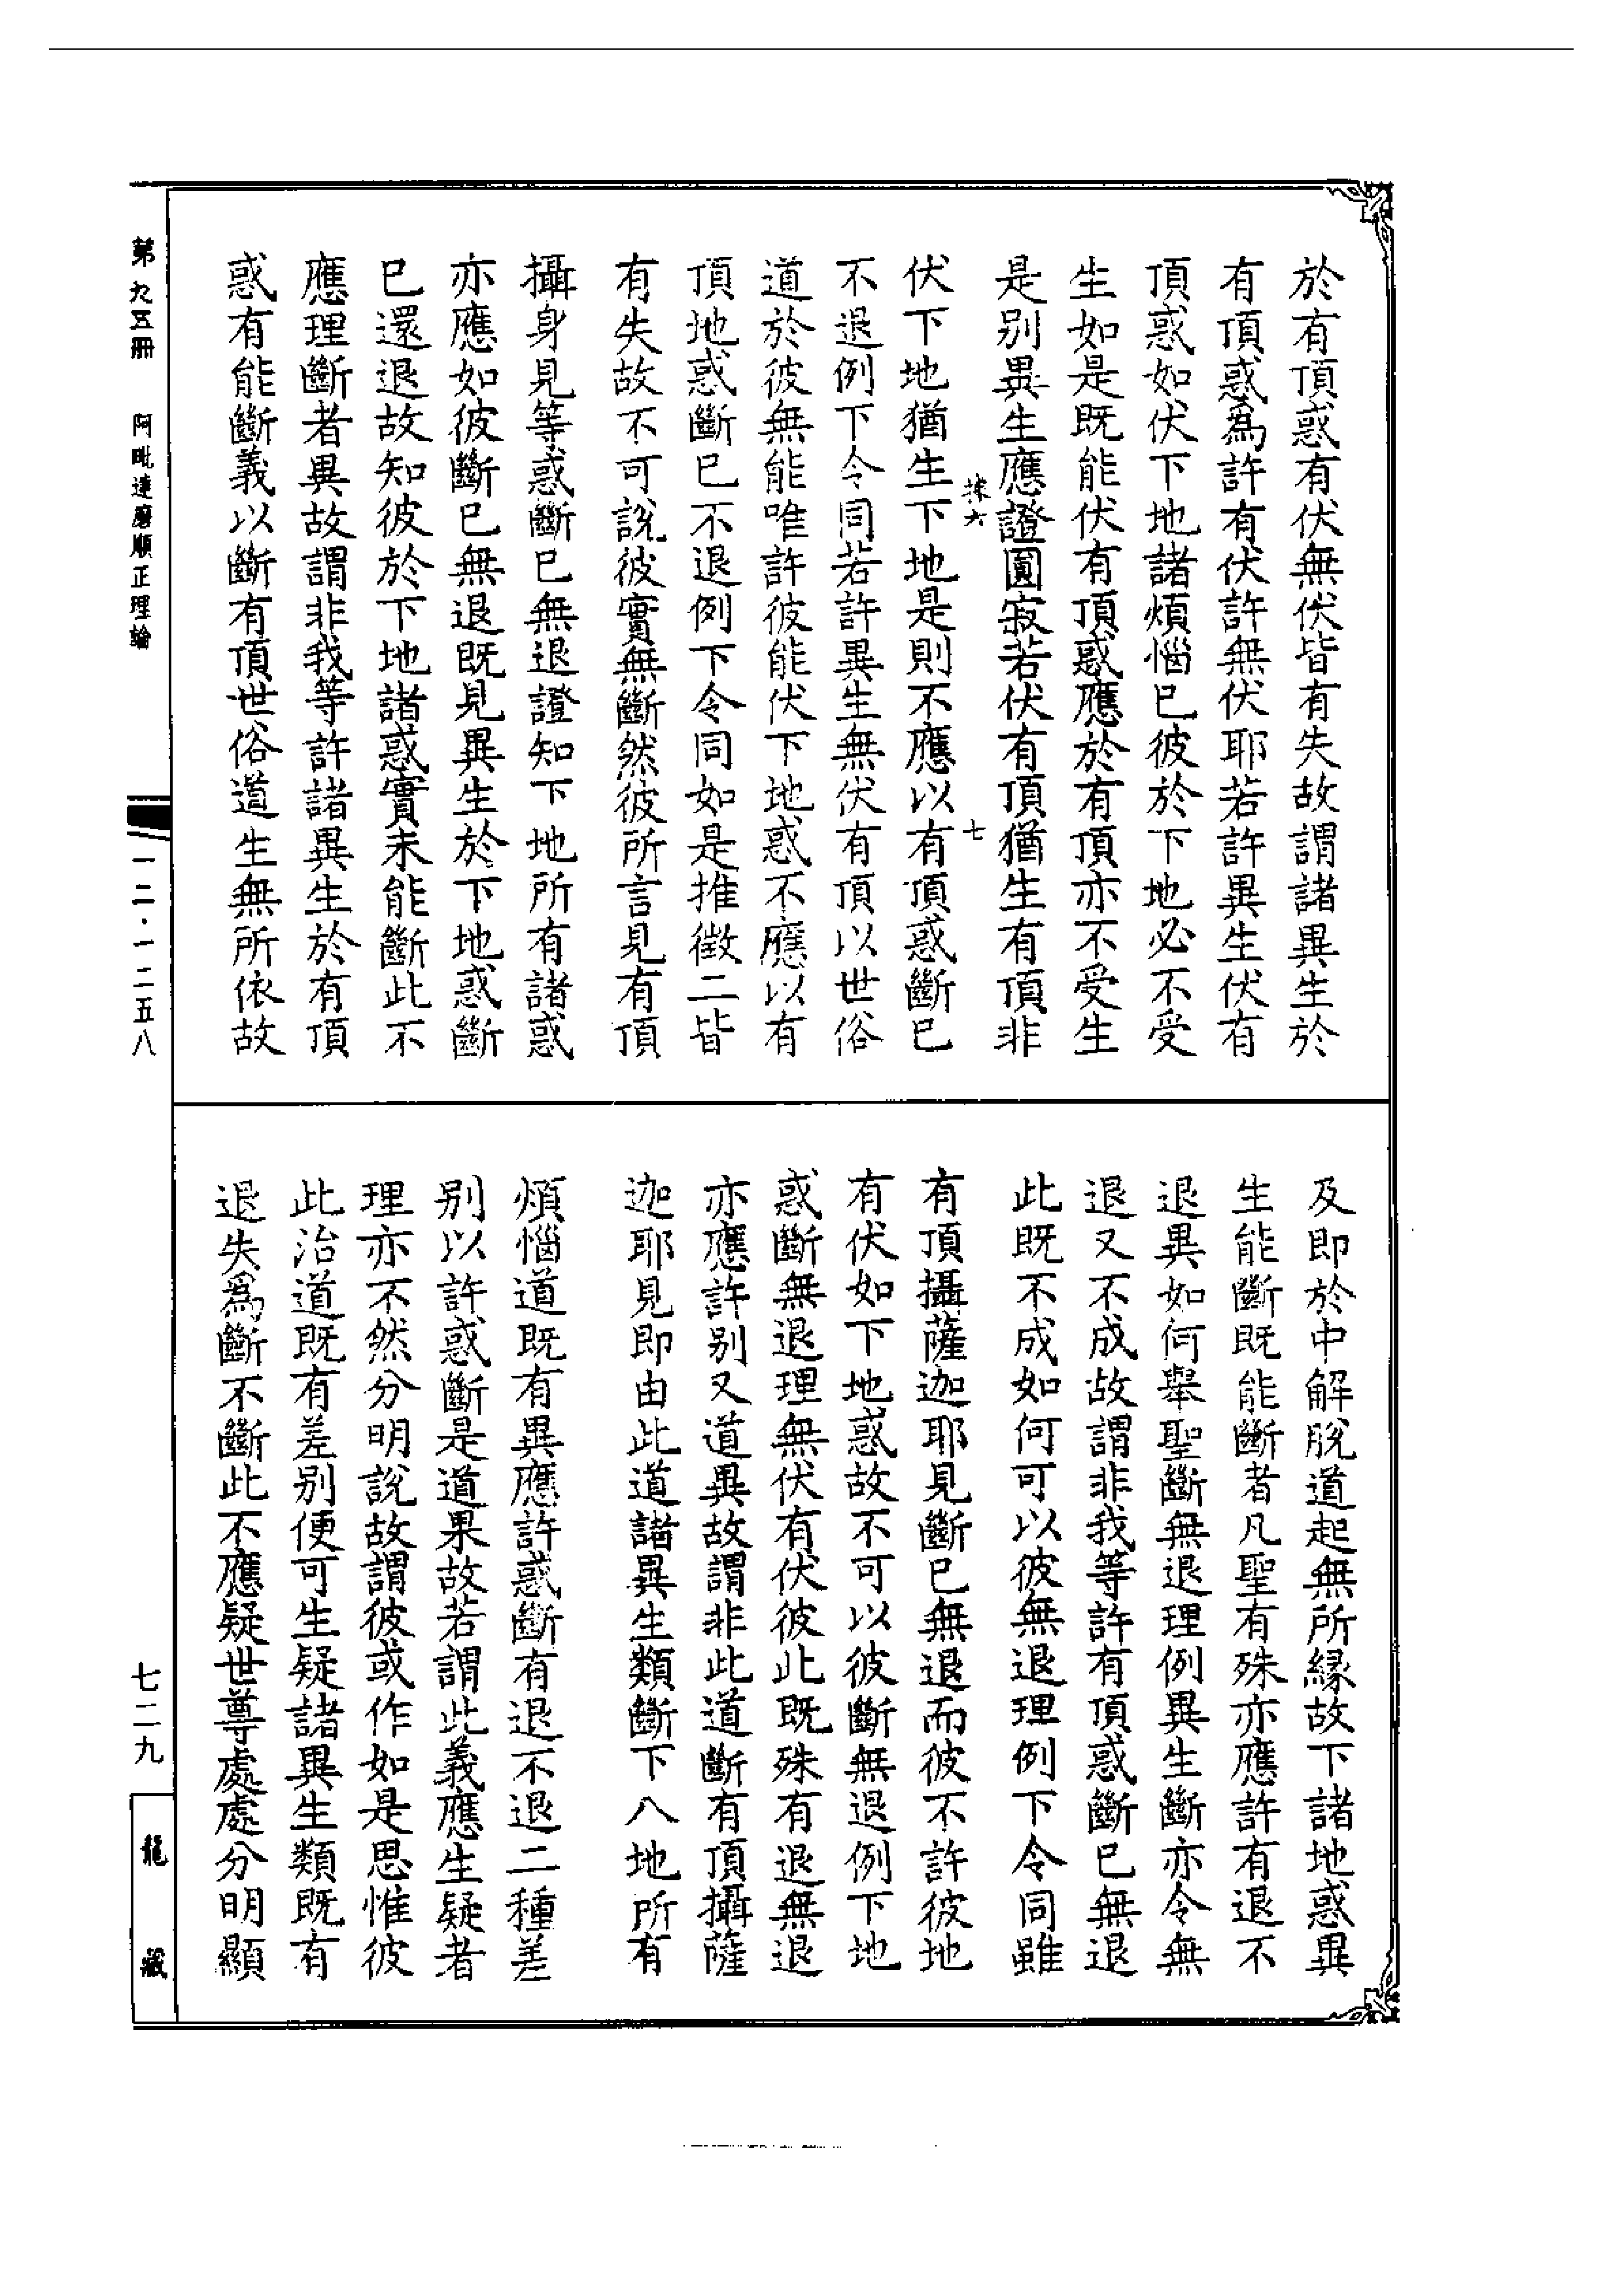 於有頂惑有伏無伏皆有失故謂諸異生於
有頂惑爲許有伏許無伏耶若許異生伏有
頂惑如伏下地諸煩惱已彼於下地必不受
生如是既能伏有頂惑應於有頂亦不受生
是别異生應證圓寂若伏有頂猶生有頂非
七
伏下地猶生下地是則不應以有頂惑斷已
不退例下令同若許異生無伏有頂以世俗
道於彼無能唯許彼能伏下地惑不應以有
頂地惑斷已不退例下令同如是推徵二皆
有失故不可說彼實無斷然彼所言見有頂
攝身見等惑斷已無退證知下地所有諸惑
亦應如彼斷已無退既見異生於下地惑斷
已還退故知彼於下地諸惑實未能斷此不
應理斷者異故謂非我等許諸異生於有頂
惑有能斷義以斷有頂世俗道生無所依故
第九五冊 阿毗達磨順正理論
一二·一二五八
及即於中解脫道起無所緣故下諸地惑異
生能斷既能斷者凡聖有殊亦應許有退不
退異如何舉聖斷無退理例異生斷亦令無
退又不成故謂非我等許有頂惑斷已無退
此既不成如何可以彼無退理例下令同雖
有頂攝薩迦耶見斷已無退而彼不許彼地
有伏如下地惑故不可以彼斷無退例下地
惑斷無退理無伏有伏彼此既殊有退無退
亦應許别又道異故謂非此道斷有頂攝薩
迦耶見即由此道諸異生類斷下八地所有
煩惱道既有異應許惑斷有退不退二種差
别以許惑斷是道果故若謂此義應生疑者
理亦不然分明說故謂彼或作如是思惟彼
此治道既有差别便可生疑諸異生類既有
退失爲斷不斷此不應疑世尊處處分明顯
七二九
龍藏